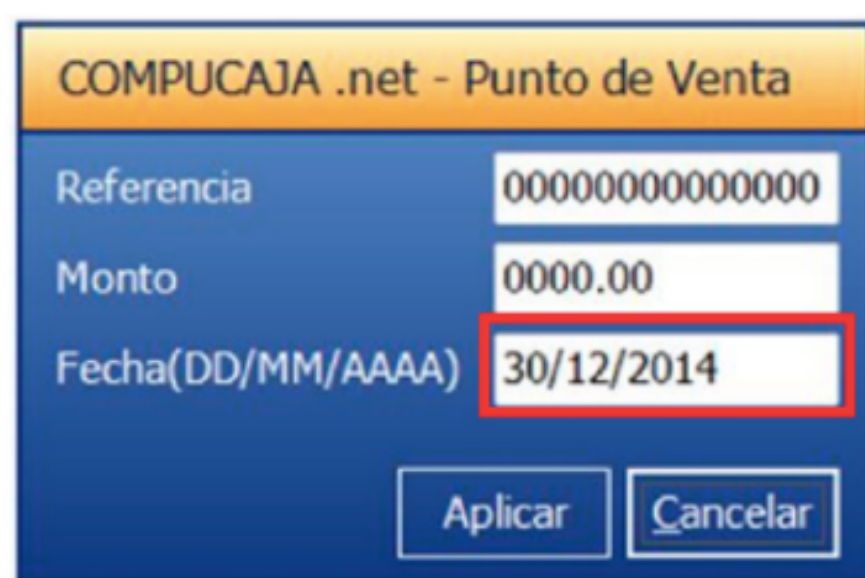 COMPUCAJA .net - Punto de Venta
Referencia 00000000000000
Monto 0000.00
Fecha(DD/MM/AAAA) 30/12/2014
Aplicar Cancelar